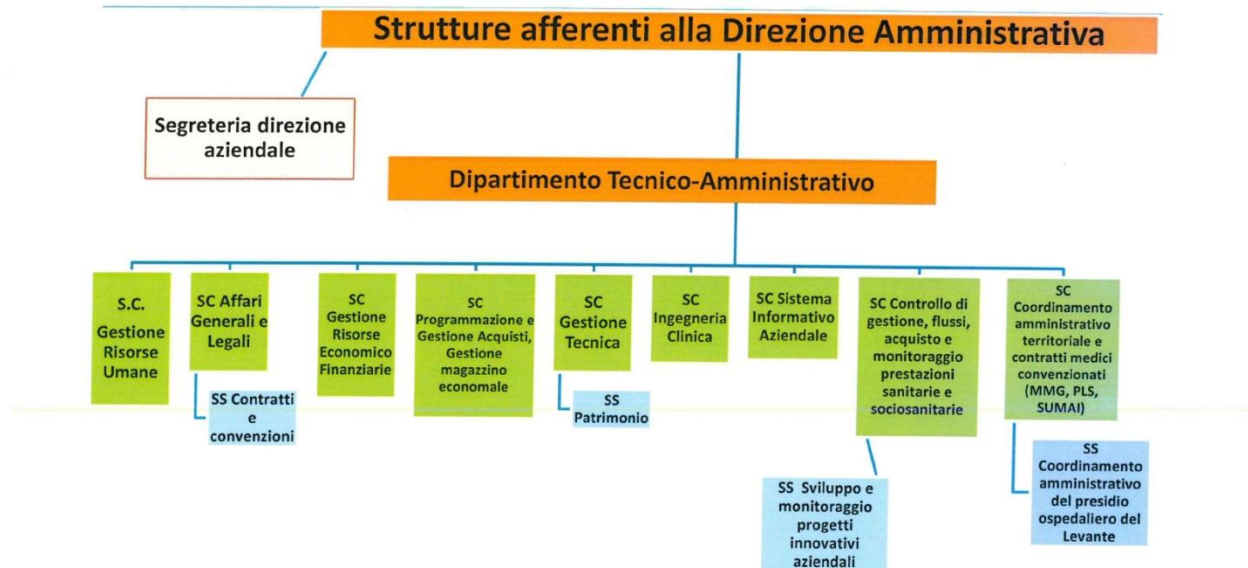 Strutture afferenti alla Direzione Amministrativa
Segreteria direzione
aziendale
Dipartimento Tecnico-Amministrativo
S.C.
Gestione
Risorse
Umane
SC Affari
Generali e
Legali
SS Contratti
e
convenzioni
SC
Gestione
Risorse
Economico
Finanziarie
SC
Programmazione e
Gestione Acquisti,
Gestione
magazzino
economale
SC
Gestione
Tecnica
SS
Patrimonio
SC
Ingegneria
Clinica
SC Sistema
Informativo
Aziendale
SC Controllo di
gestione, flussi,
acquisto e
monitoraggio
prestazioni
sanitarie e
sociosanitarie
SS Sviluppo e
monitoraggio
progetti
innovativi
aziendali
SC
Coordinamento
amministrativo
territoriale e
contratti medici
convenzionati
(MMG, PLS,
SUMAI)
SS
Coordinamento
amministrativo
del presidio
ospedaliero del
Levante